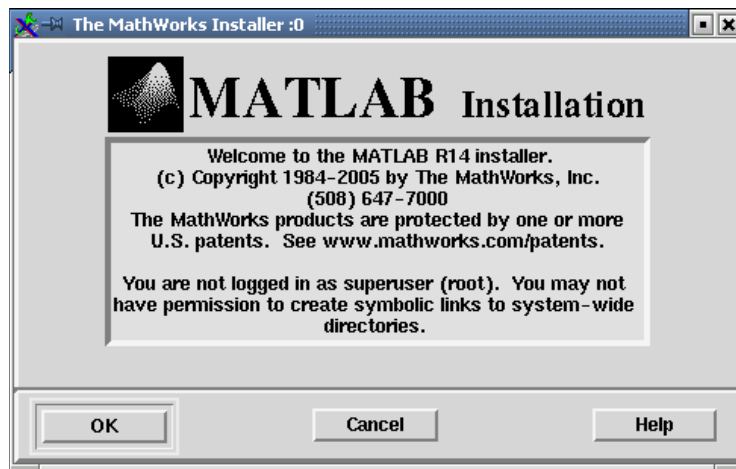 The MathWorks Installer :0
MATLAB Installation
Welcome to the MATLAB R14 installer.
(c) Copyright 1984-2005 by The MathWorks, Inc.
(508) 647-7000
The MathWorks products are protected by one or more
U.S. patents. See www.mathworks.com/patents.
You are not logged in as superuser (root). You may not
have permission to create symbolic links to system-wide
directories.
OK
Cancel
Help